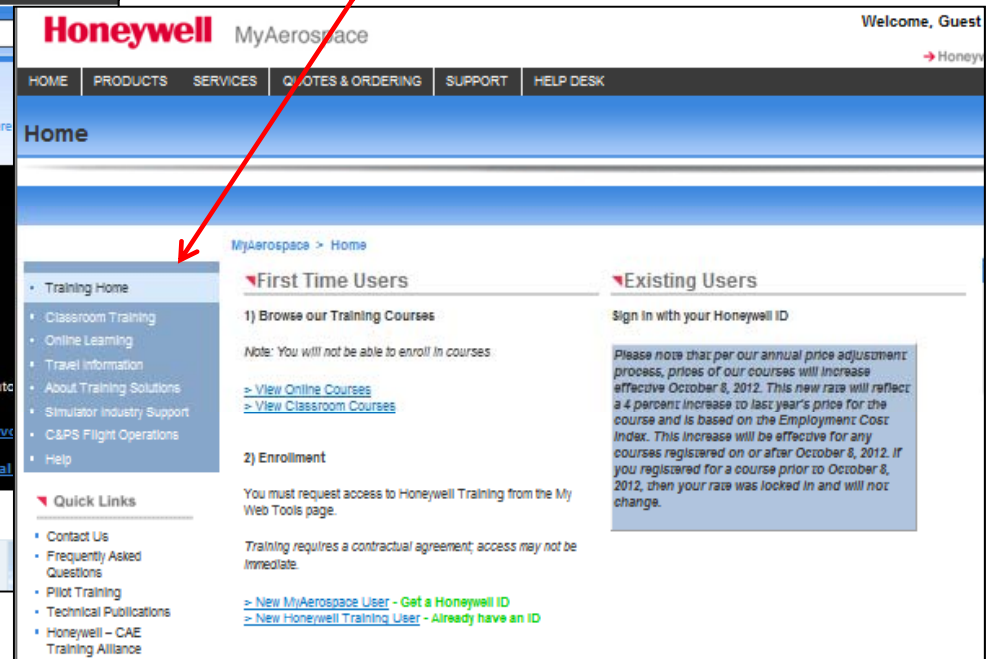 Honeywell MyAerospace
Welcome, Guest
Honeyw
HOME PRODUCTS SERVICES QUOTES & ORDERING SUPPORT HELP DESK
Home
MyAerospace > Home
Training Home
Classroom Training
Online Learning
Travel Information
About Training Solutions
Simulator Industry Support
C&PS Flight Operations
Help
Quick Links
Contact Us
Frequently Asked
Questions
Pilot Training
Technical Publications
Honeywell – CAE
Training Alliance
First Time Users
1) Browse our Training Courses
Note: You will not be able to enroll in courses
> View Online Courses
> View Classroom Courses
2) Enrollment
You must request access to Honeywell Training from the My
Web Tools page.
Training requires a contractual agreement; access may not be
immediate.
> New MyAerospace User - Get a Honeywell ID
> New Honeywell Training User - Already have an ID
Existing Users
Sign in with your Honeywell ID
Please note that per our annual price adjustment
process, prices of our courses will increase
effective October 8, 2012. This new rate will reflect
a 4 percent increase to last year's price for the
course and is based on the Employment Cost
Index. This increase will be effective for any
courses registered on or after October 8, 2012. If
you registered for a course prior to October 8,
2012, then your rate was locked in and will not
change.